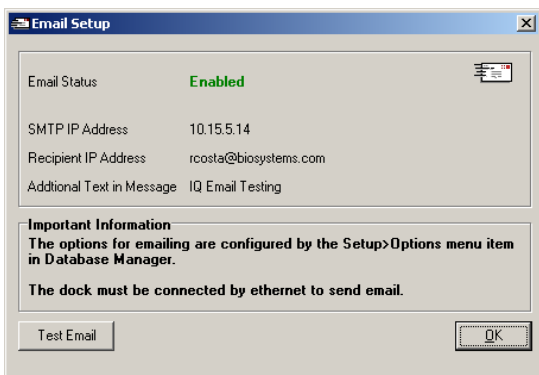 Email Setup
Email Status Enabled
SMTP IP Address 10.15.5.14
Recipient IP Address rcosta@biosystems.com
Addtional Text in Message IQ Email Testing
Important Information
The options for emailing are configured by the Setup>Options menu item
in Database Manager.
The dock must be connected by ethernet to send email.
Test Email OK